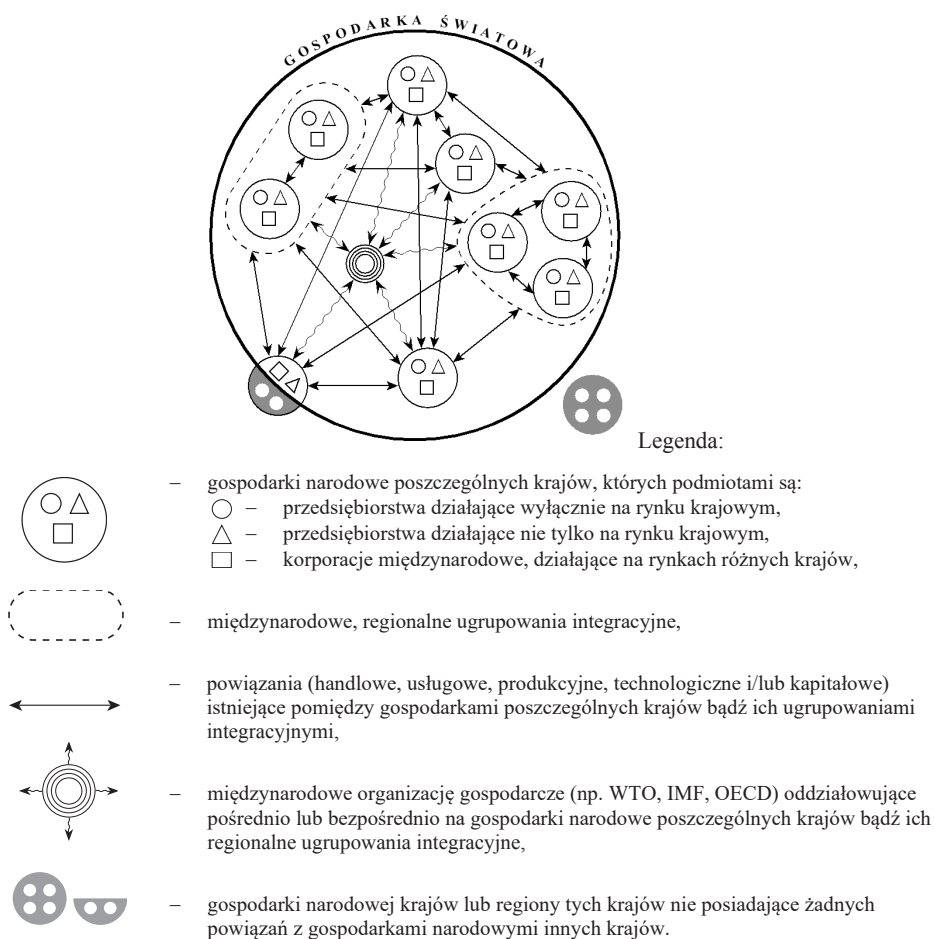 GOSPODARKA ŚWIATOWA
Legenda:
– gospodarki narodowe poszczególnych krajów, których podmiotami są:
– przedsiębiorstwa działające wyłącznie na rynku krajowym,
– przedsiębiorstwa działające nie tylko na rynku krajowym,
– korporacje międzynarodowe, działające na rynkach różnych krajów,
– międzynarodowe, regionalne ugrupowania integracyjne,
– powiązania (handlowe, usługowe, produkcyjne, technologiczne i/lub kapitałowe)
istniejące pomiędzy gospodarkami poszczególnych krajów bądź ich ugrupowaniami
integracyjnymi,
– międzynarodowe organizację gospodarcze (np. WTO, IMF, OECD) oddziałowujące
pośrednio lub bezpośrednio na gospodarki narodowe poszczególnych krajów bądź ich
regionalne ugrupowania integracyjne,
– gospodarki narodowej krajów lub regiony tych krajów nie posiadające żadnych
powiązań z gospodarkami narodowymi innych krajów.